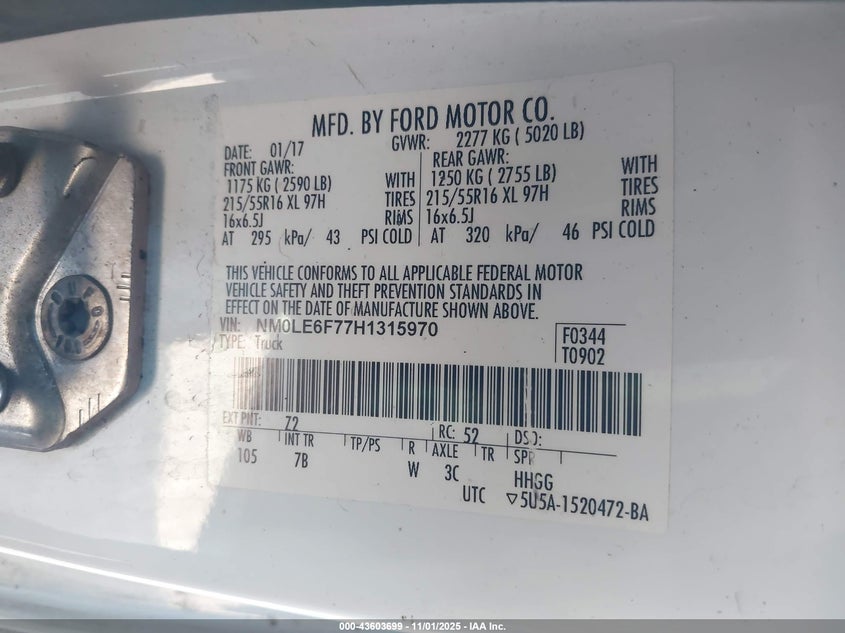 MFD. BY FORD MOTOR CO.
DATE: 01/17 GVWR: 2277 KG ( 5020 LB)
FRONT GAWR: REAR GAWR:
1175 KG ( 2590 LB) WITH 1250 KG ( 2755 LB) WITH
215/55R16 XL 97H TIRES 215/55R16 XL 97H TIRES
16x6.5J RIMS 16x6.5J RIMS
AT 295 kPa/ 43 PSI COLD AT 320 kPa/ 46 PSI COLD
THIS VEHICLE CONFORMS TO ALL APPLICABLE FEDERAL MOTOR
VEHICLE SAFETY AND THEFT PREVENTION STANDARDS IN
EFFECT ON THE DATE OF MANUFACTURE SHOWN ABOVE.
VIN: NM0LE6F77H1315970 F0344
TYPE: Truck T0902
EXT PNT: 72 RC: 52 DSO:
WB INT TR TP/PS R AXLE TR SPR
105 7B W 3C HHGG
UTC ▽5U5A-1520472-BA
000-43603699 - 11/01/2025 - IAA Inc.